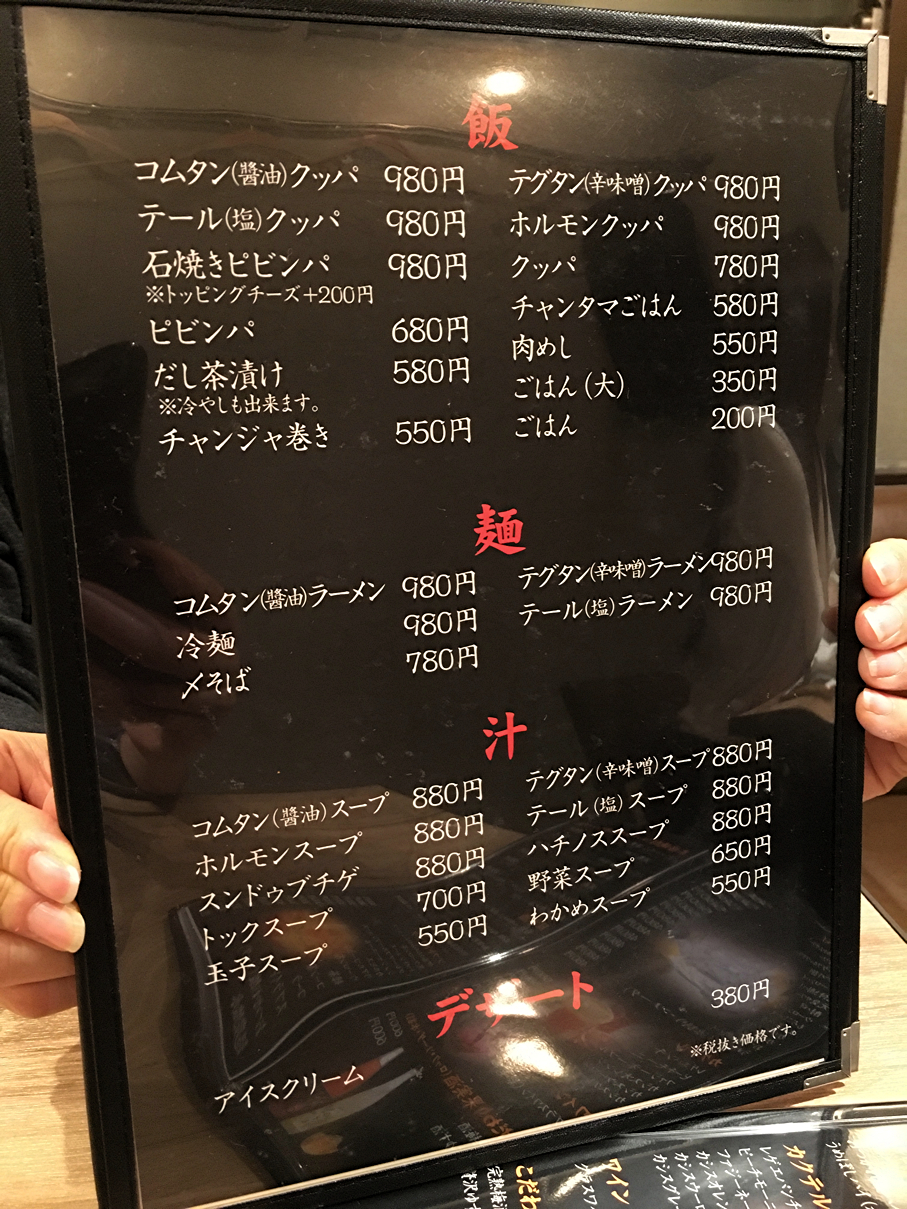 飯
コムタン(醬油)クッパ 980円
テール(塩)クッパ 980円
石焼きピビンパ 980円
※トッピングチーズ+200円
ピビンパ 680円
だし茶漬け 580円
※冷やしも出来ます。
チャンジャ巻き 550円
テグタン(辛味噌)クッパ 980円
ホルモンクッパ 980円
クッパ 780円
チャンタマごはん 580円
肉めし 550円
ごはん(大) 350円
ごはん 200円
麺
コムタン(醬油)ラーメン 980円
冷麺 980円
〆そば 780円
テグタン(辛味噌)ラーメン 980円
テール(塩)ラーメン 980円
汁
コムタン(醬油)スープ 880円
ホルモンスープ 880円
スンドゥブチゲ 880円
トックスープ 700円
玉子スープ 550円
テグタン(辛味噌)スープ 880円
テール(塩)スープ 880円
ハチノススープ 880円
野菜スープ 650円
わかめスープ 550円
デザート
アイスクリーム 380円
※税抜き価格です。
カクテル
ワイン
こだわ